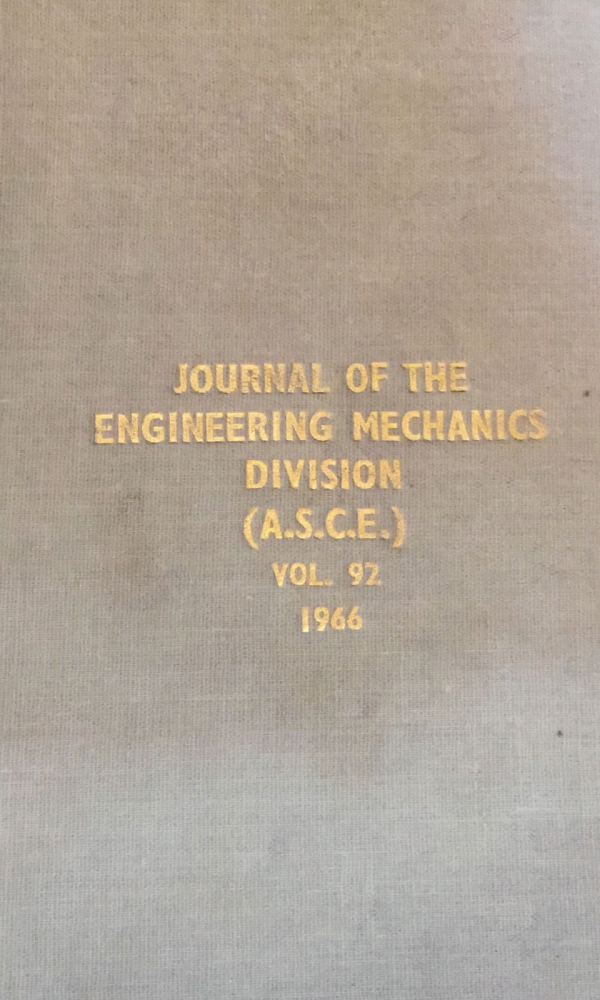 JOURNAL OF THE
ENGINEERING MECHANICS
DIVISION
(A.S.C.E.)
VOL. 92
1966